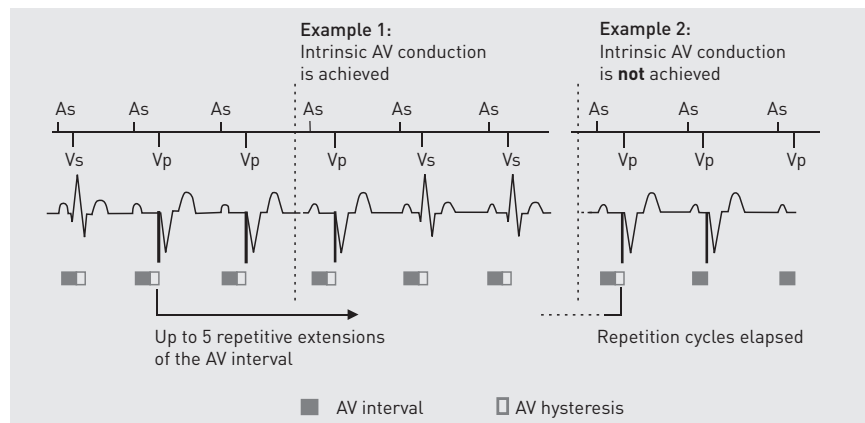 Example 1:
Intrinsic AV conduction
is achieved
Example 2:
Intrinsic AV conduction
is not achieved
As As As As As As As As As
Vs Vp Vp Vp Vs Vs Vp Vp Vp
Up to 5 repetitive extensions
of the AV interval
Repetition cycles elapsed
AV interval AV hysteresis